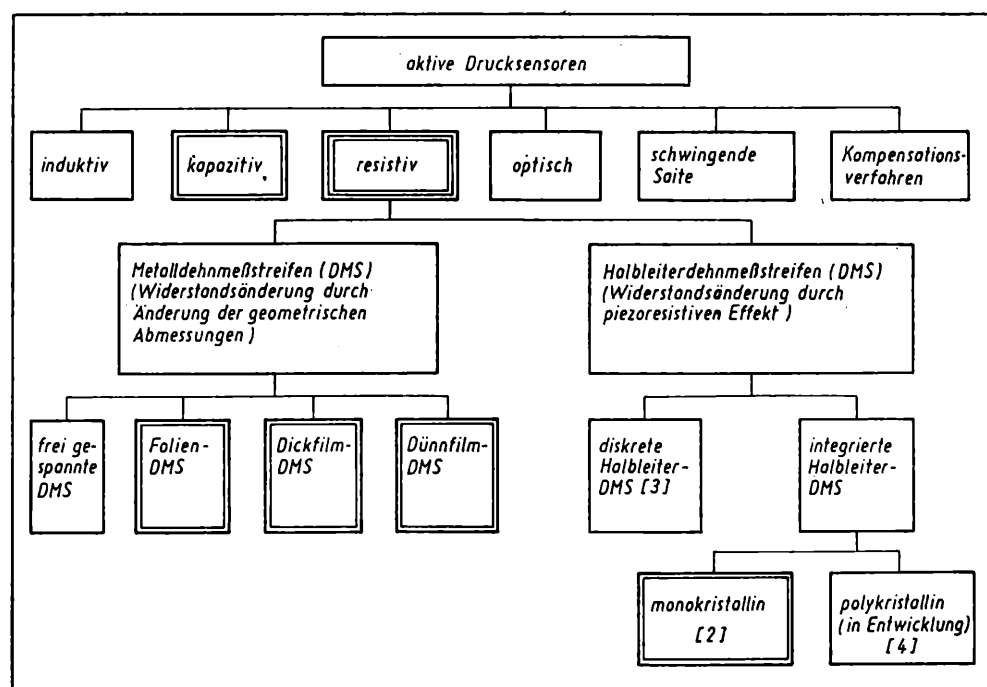 aktive Drucksensoren
induktiv
kapazitiv
resistiv
optisch
schwingende
Saite
Kompensations-
verfahren
Metalldehnmeßstreifen (DMS)
(Widerstandsänderung durch
Änderung der geometrischen
Abmessungen)
Halbleiterdehnmeßstreifen (DMS)
(Widerstandsänderung durch
piezoresistiven Effekt)
frei ge-
spannte
DMS
Folien-
DMS
Dickfilm-
DMS
Dünnfilm-
DMS
diskrete
Halbleiter-
DMS [3]
integrierte
Halbleiter-
DMS
monokristallin
[2]
polykristallin
(in Entwicklung)
[4]